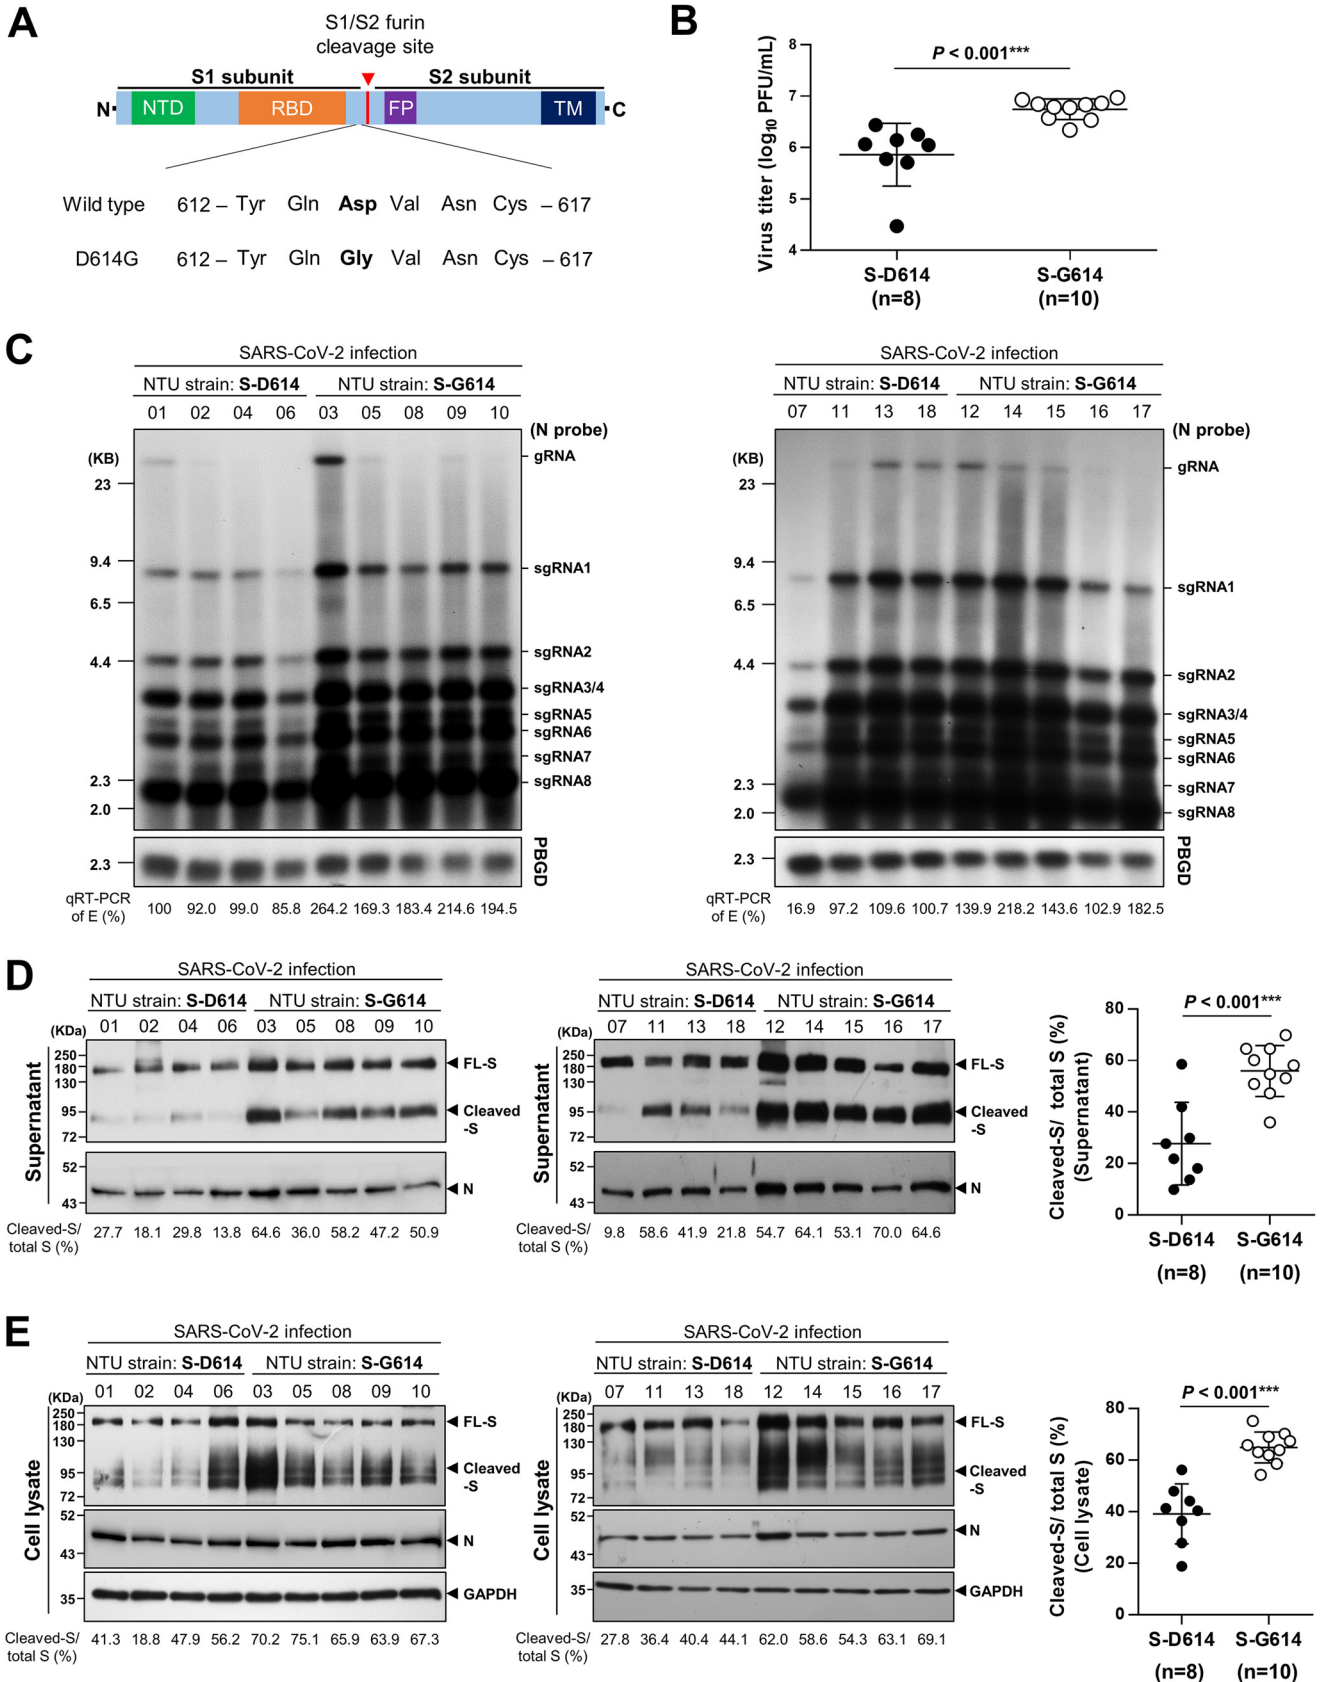 A
S1/S2 furin
cleavage site
S1 subunit
S2 subunit
N
NTD
RBD
FP
TM
C
Wild type 612 – Tyr Gln Asp Val Asn Cys – 617
D614G 612 – Tyr Gln Gly Val Asn Cys – 617
B
P < 0.001***
Virus titer (log10 PFU/mL)
8
7
6
5
4
S-D614
(n=8)
S-G614
(n=10)
C
SARS-CoV-2 infection
NTU strain: S-D614
NTU strain: S-G614
01 02 04 06 03 05 08 09 10
(N probe)
(KB)
23
9.4
6.5
4.4
2.3
2.0
gRNA
sgRNA1
sgRNA2
sgRNA3/4
sgRNA5
sgRNA6
sgRNA7
sgRNA8
2.3
PBGD
qRT-PCR
of E (%)
100 92.0 99.0 85.8 264.2 169.3 183.4 214.6 194.5
SARS-CoV-2 infection
NTU strain: S-D614
NTU strain: S-G614
07 11 13 18 12 14 15 16 17
(N probe)
(KB)
23
9.4
6.5
4.4
2.3
2.0
gRNA
sgRNA1
sgRNA2
sgRNA3/4
sgRNA5
sgRNA6
sgRNA7
sgRNA8
2.3
PBGD
qRT-PCR
of E (%)
16.9 97.2 109.6 100.7 139.9 218.2 143.6 102.9 182.5
D
SARS-CoV-2 infection
NTU strain: S-D614
NTU strain: S-G614
01 02 04 06 03 05 08 09 10
(KDa)
250
180
130
95
72
52
43
Supernatant
FL-S
Cleaved
-S
N
Cleaved-S/
total S (%)
27.7 18.1 29.8 13.8 64.6 36.0 58.2 47.2 50.9
SARS-CoV-2 infection
NTU strain: S-D614
NTU strain: S-G614
07 11 13 18 12 14 15 16 17
(KDa)
250
180
130
95
72
52
43
Supernatant
FL-S
Cleaved
-S
N
Cleaved-S/
total S (%)
9.8 58.6 41.9 21.8 54.7 64.1 53.1 70.0 64.6
P < 0.001***
Cleaved-S/ total S (%)
(Supernatant)
80
60
40
20
0
S-D614
(n=8)
S-G614
(n=10)
E
SARS-CoV-2 infection
NTU strain: S-D614
NTU strain: S-G614
01 02 04 06 03 05 08 09 10
(KDa)
250
180
130
95
72
52
43
35
Cell lysate
FL-S
Cleaved
-S
N
GAPDH
Cleaved-S/
total S (%)
41.3 18.8 47.9 56.2 70.2 75.1 65.9 63.9 67.3
SARS-CoV-2 infection
NTU strain: S-D614
NTU strain: S-G614
07 11 13 18 12 14 15 16 17
(KDa)
250
180
130
95
72
52
43
35
Cell lysate
FL-S
Cleaved
-S
N
GAPDH
Cleaved-S/
total S (%)
27.8 36.4 40.4 44.1 62.0 58.6 54.3 63.1 69.1
P < 0.001***
Cleaved-S/ total S (%)
(Cell lysate)
80
60
40
20
0
S-D614
(n=8)
S-G614
(n=10)